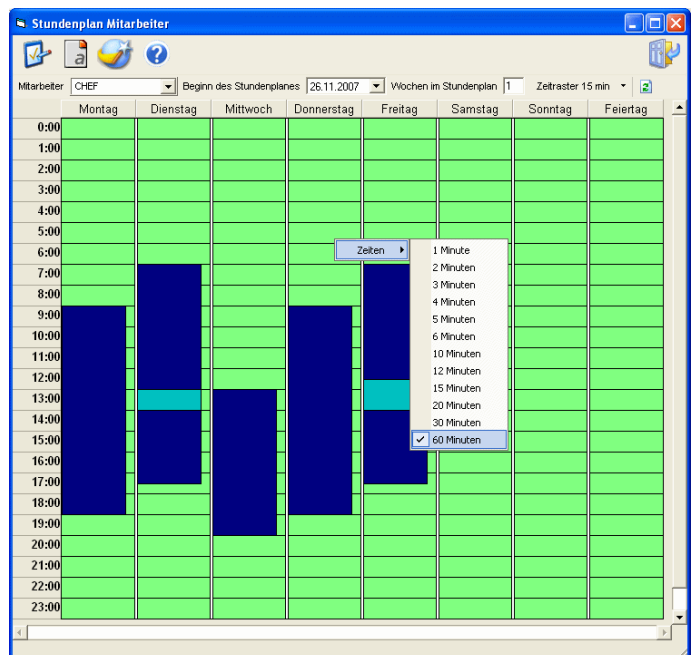 Stundenplan Mitarbeiter
a
?
Mitarbeiter CHEF Beginn des Stundenplanes 26.11.2007 Wochen im Stundenplan 1 Zeitraster 15 min
Montag Dienstag Mittwoch Donnerstag Freitag Samstag Sonntag Feiertag
0:00
1:00
2:00
3:00
4:00
5:00
6:00
7:00
8:00
9:00
10:00
11:00
12:00
13:00
14:00
15:00
16:00
17:00
18:00
19:00
20:00
21:00
22:00
23:00
Zeiten
1 Minute
2 Minuten
3 Minuten
4 Minuten
5 Minuten
6 Minuten
10 Minuten
12 Minuten
15 Minuten
20 Minuten
30 Minuten
60 Minuten